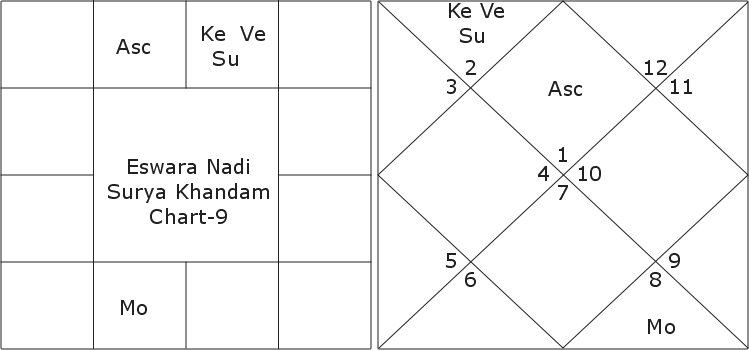 Asc
Ke Ve
Su
Eswara Nadi
Surya Khandam
Chart-9
Mo
Ke Ve
Su
2
12
3
11
Asc
1
4
10
7
5
9
6
8
Mo